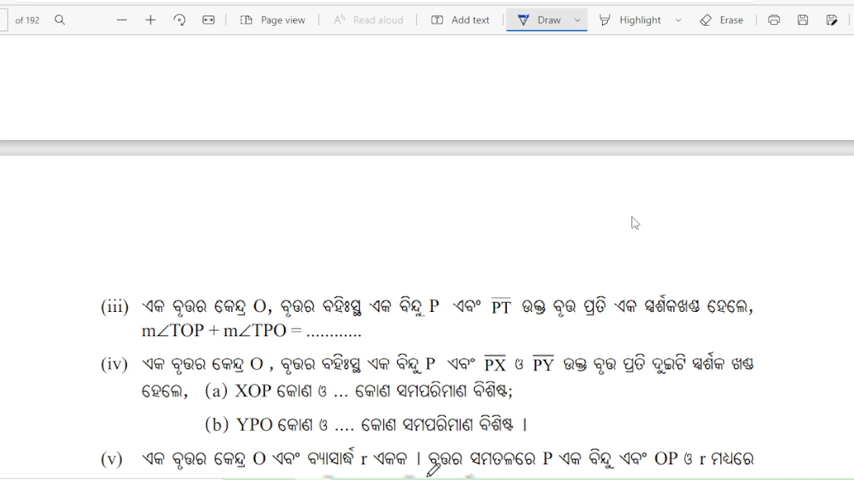 of 192 Page view Read aloud Add text Draw Highlight Erase
(iii) ଏକ ବୃତ୍ତର କେନ୍ଦ୍ର O, ବୃତ୍ତର ବହିଃସ୍ଥ ଏକ ବିନ୍ଦୁ P ଏବଂ PT ଉକ୍ତ ବୃତ୍ତ ପ୍ରତି ଏକ ସ୍ପର୍ଶକଖଣ୍ଡ ହେଲେ,
m∠TOP + m∠TPO = ............
(iv) ଏକ ବୃତ୍ତର କେନ୍ଦ୍ର O , ବୃତ୍ତର ବହିଃସ୍ଥ ଏକ ବିନ୍ଦୁ P ଏବଂ PX ଓ PY ଉକ୍ତ ବୃତ୍ତ ପ୍ରତି ଦୁଇଟି ସ୍ପର୍ଶକ ଖଣ୍ଡ
ହେଲେ, (a) XOP କୋଣ ଓ ... କୋଣ ସମପରିମାଣ ବିଶିଷ୍ଟ;
(b) YPO କୋଣ ଓ .... କୋଣ ସମପରିମାଣ ବିଶିଷ୍ଟ ।
(v) ଏକ ବୃତ୍ତର କେନ୍ଦ୍ର O ଏବଂ ବ୍ୟାସାର୍ଦ୍ଧ r ଏକକ । ବୃତ୍ତର ସମତଳରେ P ଏକ ବିନ୍ଦୁ ଏବଂ OP ଓ r ମଧ୍ୟରେ